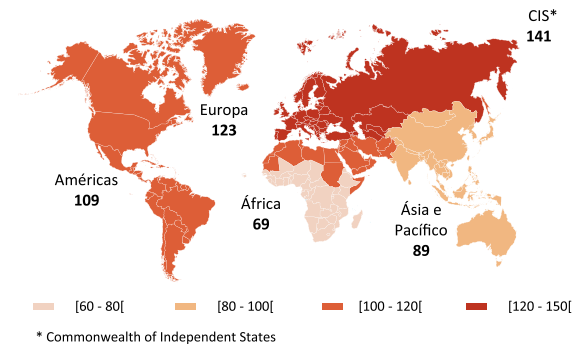 CIS*
141
Europa
123
Américas
109
África
69
Ásia e
Pacífico
89
[60 - 80[
[80 - 100[
[100 - 120[
[120 - 150[
* Commonwealth of Independent States